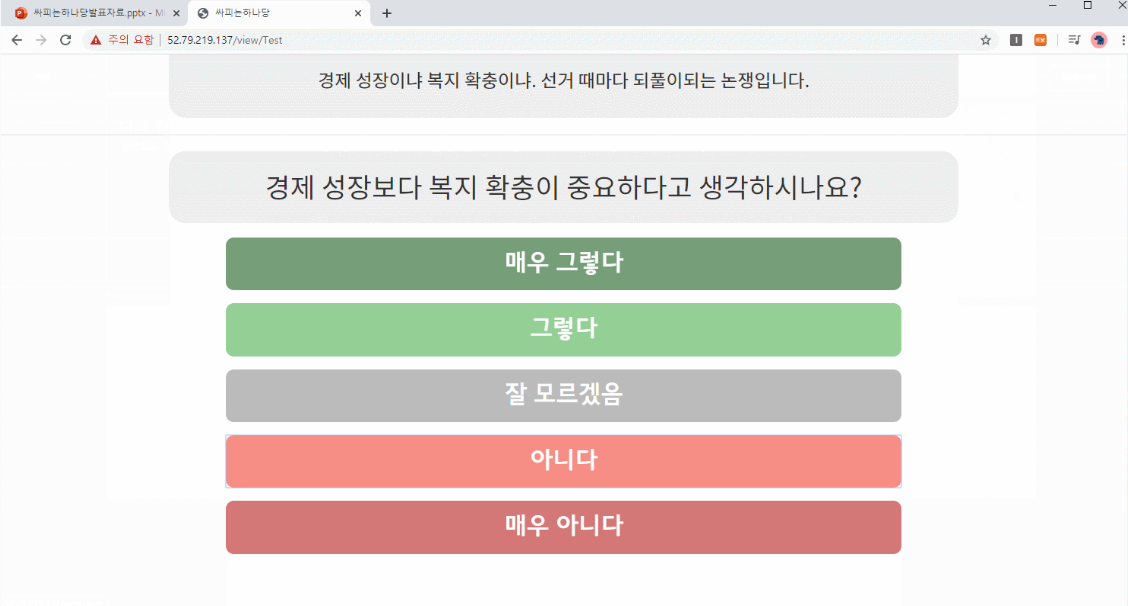 싸피는하나당발표자료.pptx - Mi
싸피는하나당
주의 요함 | 52.79.219.137/view/Test
경제 성장이냐 복지 확충이냐. 선거 때마다 되풀이되는 논쟁입니다.
경제 성장보다 복지 확충이 중요하다고 생각하시나요?
매우 그렇다
그렇다
잘 모르겠음
아니다
매우 아니다